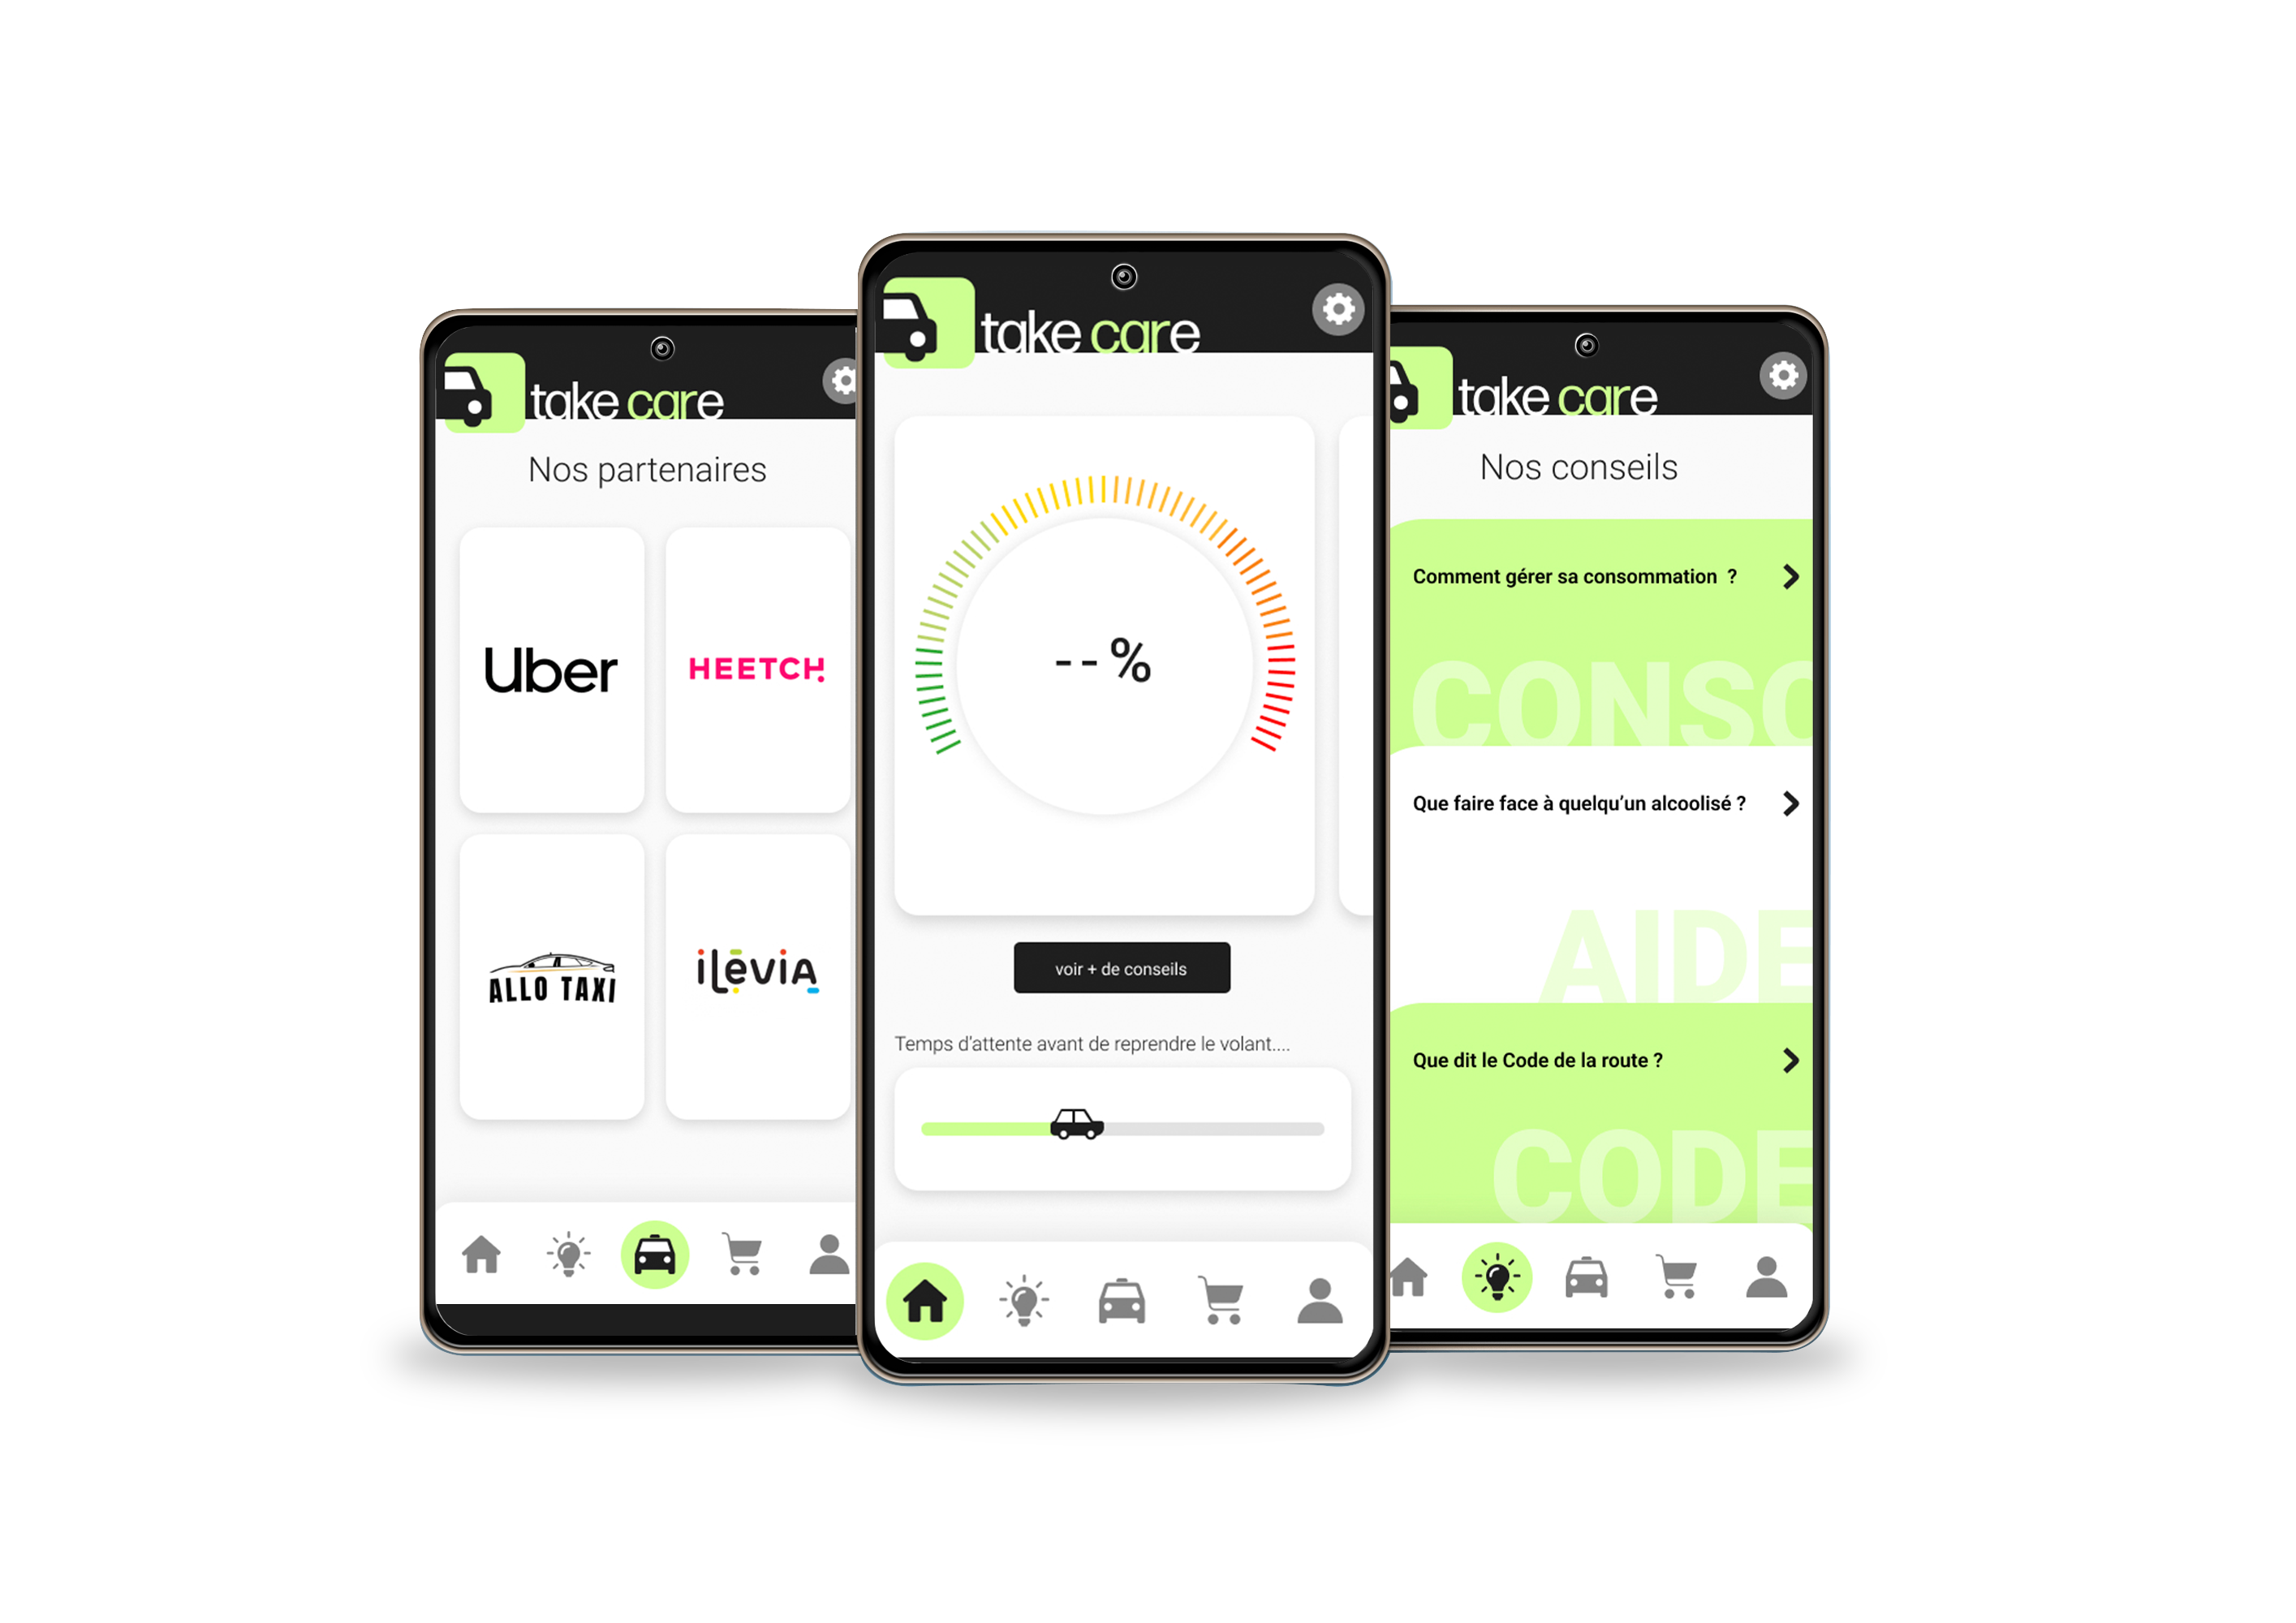 take care
Nos partenaires
Uber
HEETCH
ALLO TAXI
ilévia
take care
--%
voir + de conseils
Temps d'attente avant de reprendre le volant....
take care
Nos conseils
Comment gérer sa consommation ?
CONSO
Que faire face à quelqu'un alcoolisé ?
AIDE
Que dit le Code de la route ?
CODE